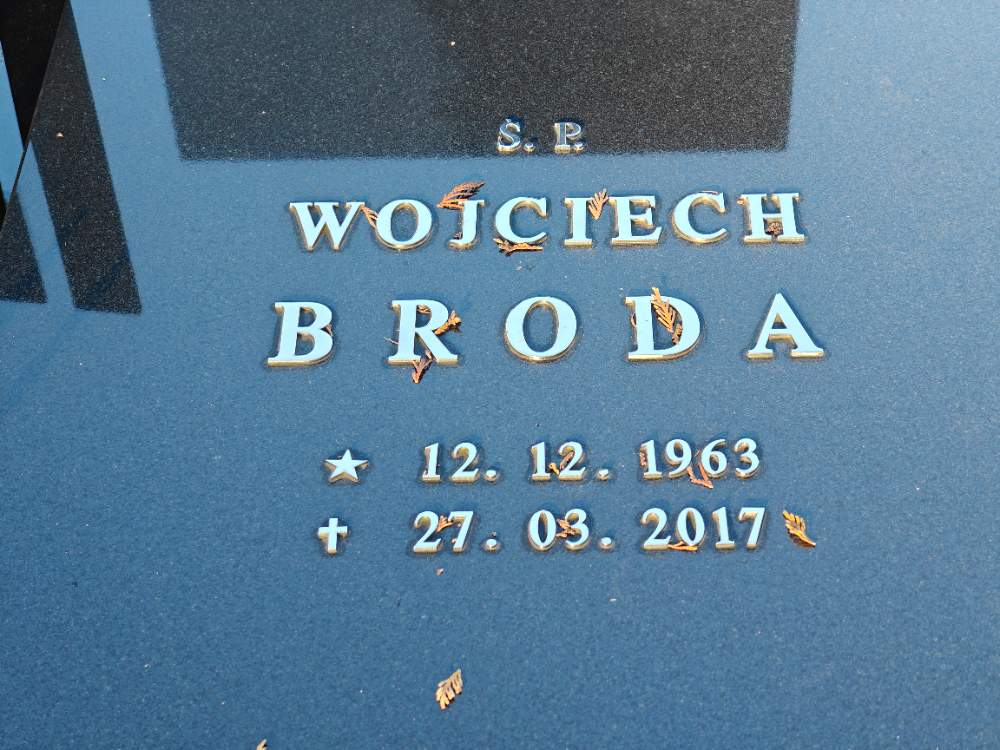 Ś. P.
WOJCIECH
BRODA
★ 12. 12. 1963
✝ 27. 03. 2017